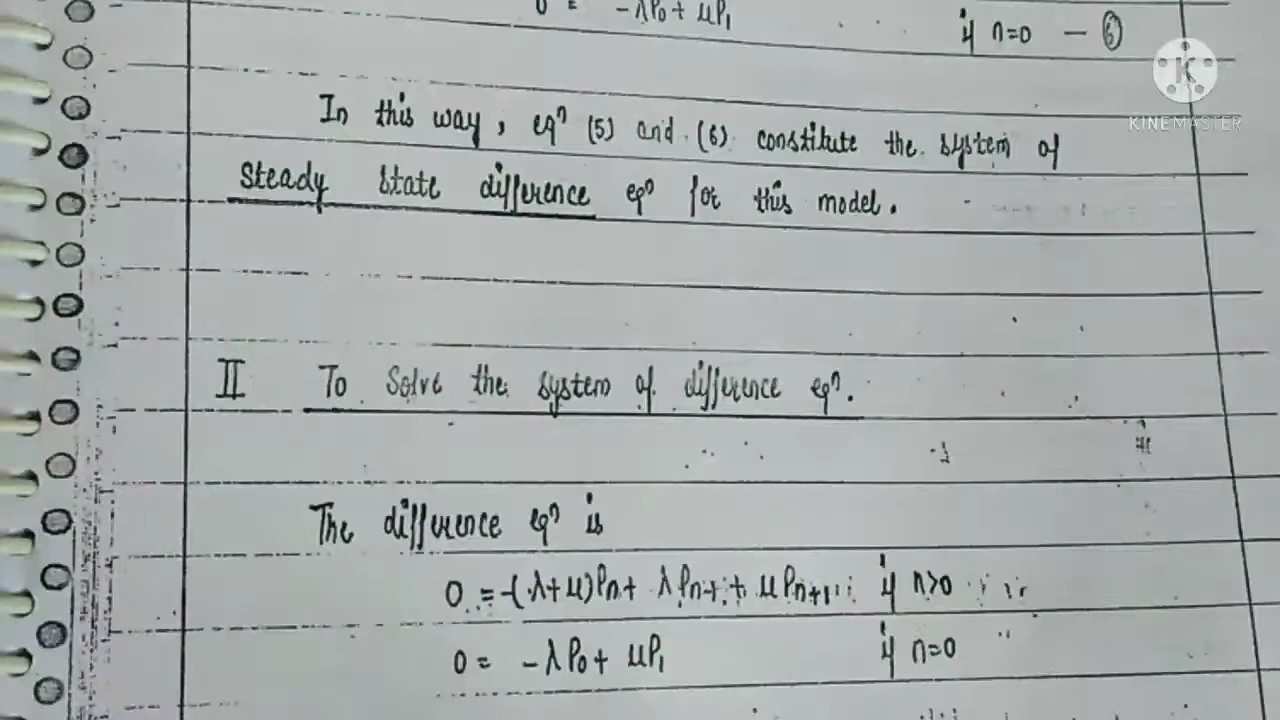 0 = -λP₀ + μP₁ if n=0 — ⑥
KINEMASTER
In this way, eqⁿ (5) and (6) constitute the system of
steady state difference eqⁿ for this model.
II To Solve the system of difference eqⁿ.
The difference eqⁿ is
0 = -(λ+μ)Pn + λPn-1 + μPn+1 if n>0
0 = -λP₀ + μP₁ if n=0